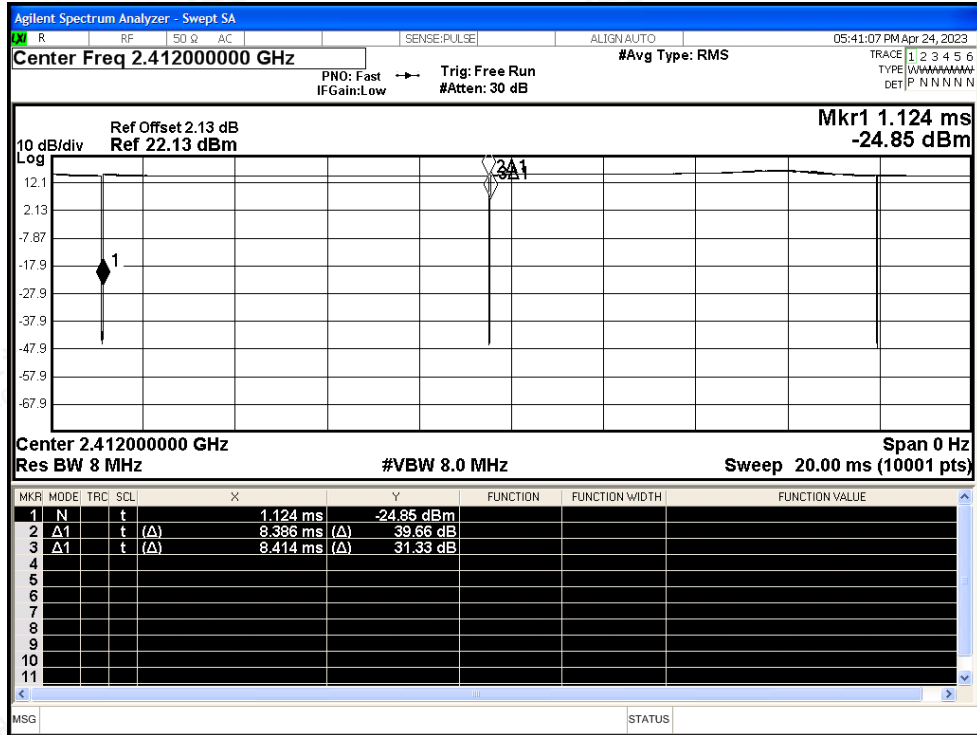 Agilent Spectrum Analyzer - Swept SA
LXI R RF 50 Ω AC SENSE:PULSE ALIGN AUTO 05:41:07 PM Apr 24, 2023
Center Freq 2.412000000 GHz #Avg Type: RMS TRACE 1 2 3 4 5 6
PNO: Fast Trig: Free Run TYPE W
IFGain:Low #Atten: 30 dB DET P N N N N N
Ref Offset 2.13 dB Mkr1 1.124 ms
10 dB/div Ref 22.13 dBm -24.85 dBm
Log
2Δ1
3Δ1
12.1
2.13
-7.87
-17.9
1
-27.9
-37.9
-47.9
-57.9
-67.9
Center 2.412000000 GHz Span 0 Hz
Res BW 8 MHz #VBW 8.0 MHz Sweep 20.00 ms (10001 pts)
MKR MODE TRC SCL X Y FUNCTION FUNCTION WIDTH FUNCTION VALUE
1 N t 1.124 ms -24.85 dBm
2 Δ1 t (Δ) 8.386 ms (Δ) 39.66 dB
3 Δ1 t (Δ) 8.414 ms (Δ) 31.33 dB
4
5
6
7
8
9
10
11
MSG STATUS